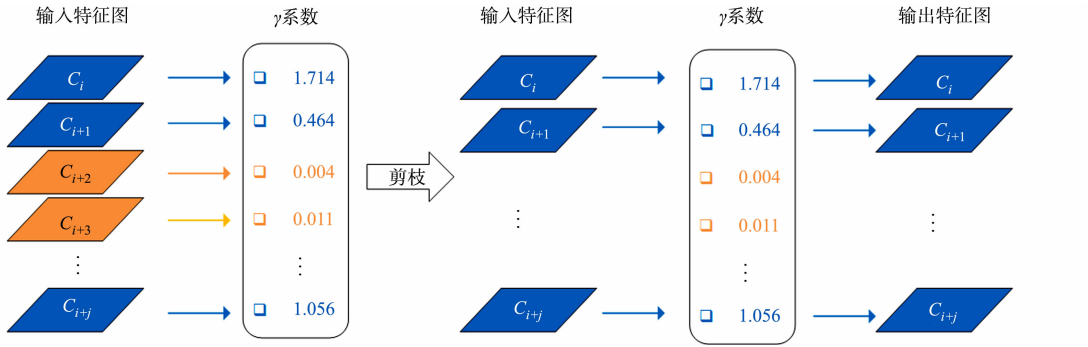 输入特征图 γ系数 输入特征图 γ系数 输出特征图
C_i 1.714 C_i 1.714 C_i
C_{i+1} 0.464 C_{i+1} 0.464 C_{i+1}
C_{i+2} 0.004 剪枝 0.004
C_{i+3} 0.011 ⋮ 0.011 ⋮
⋮ ⋮ ⋮
C_{i+j} 1.056 C_{i+j} 1.056 C_{i+j}